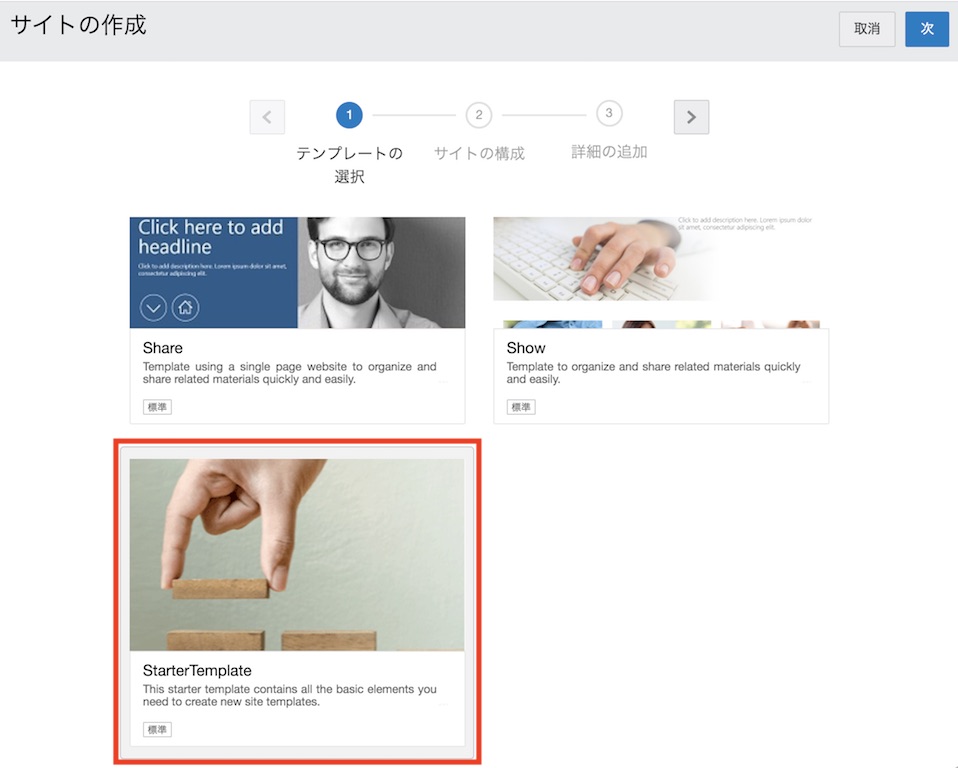 サイトの作成
取消
次
1
2
3
テンプレートの
選択
サイトの構成
詳細の追加
Click here to add
headline
Click to add description here. Lorem ipsum dolor sit amet,
consectetur adipiscing elit.
Click to add description here. Lorem ipsum dolor
sit amet, consectetur adipiscing elit.
Share
Template using a single page website to organize and
share related materials quickly and easily.
標準
Show
Template to organize and share related materials quickly
and easily.
標準
StarterTemplate
This starter template contains all the basic elements you
need to create new site templates.
標準